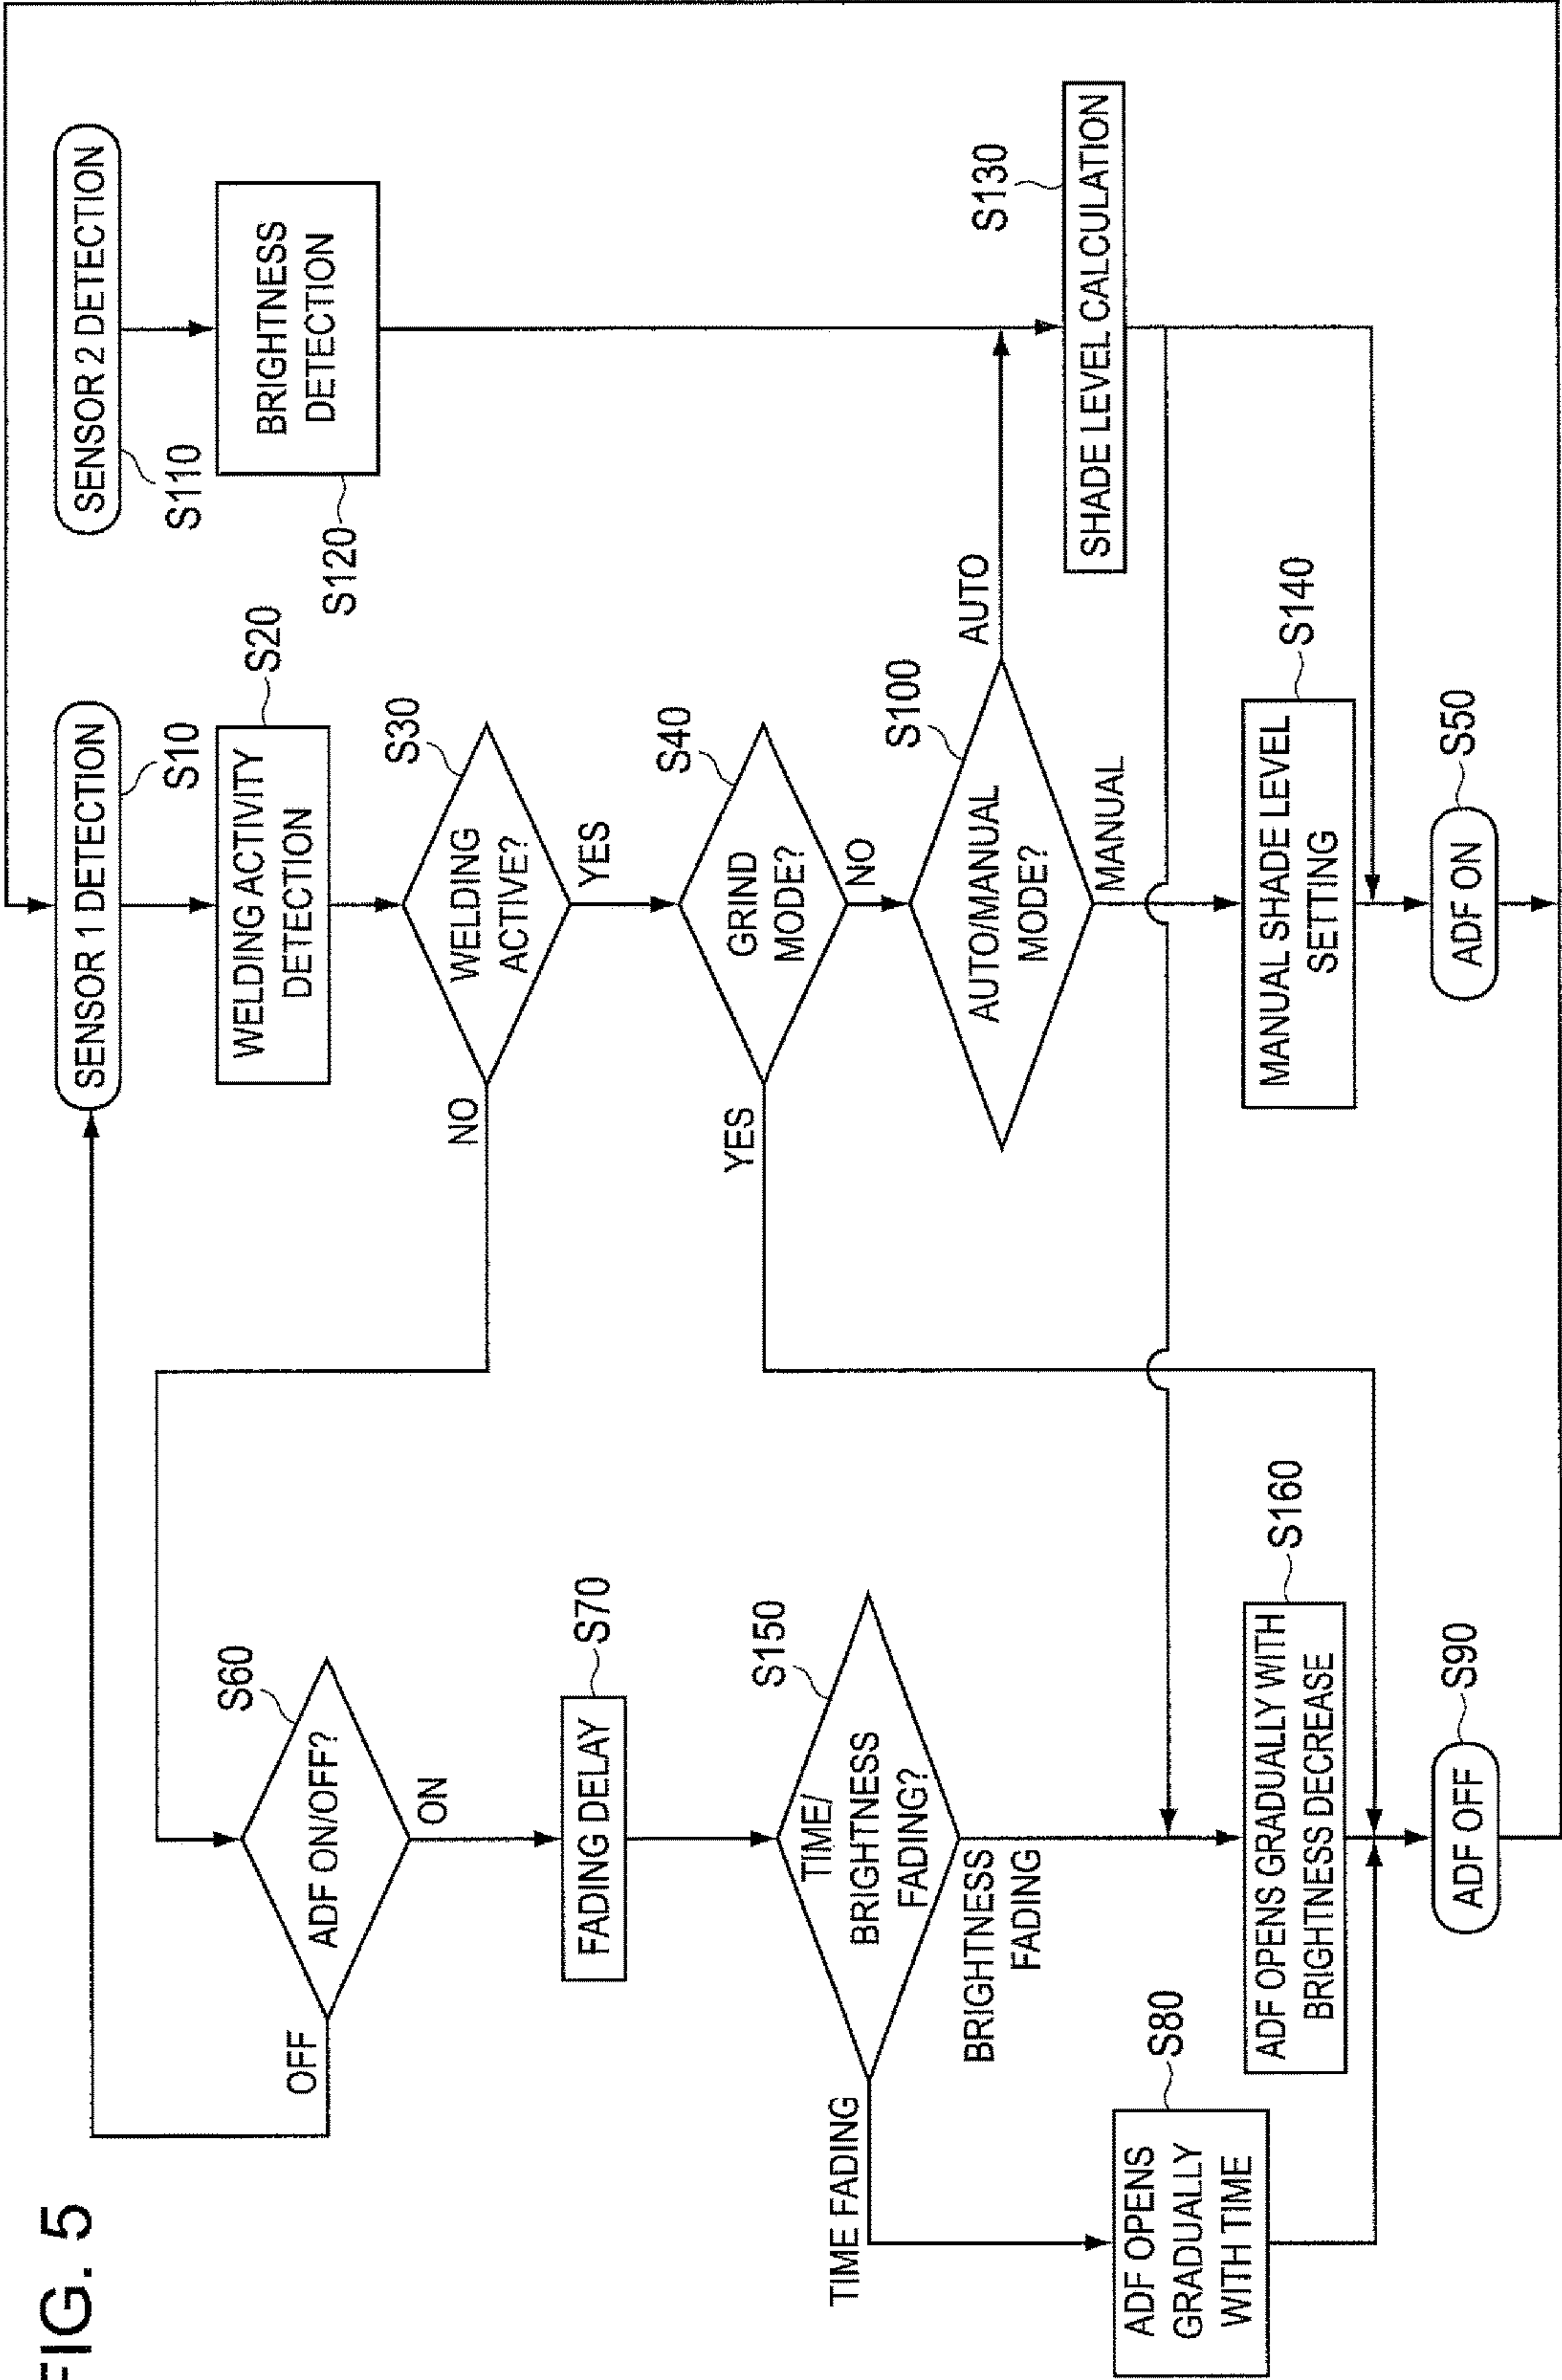 FIG. 5
SENSOR 1 DETECTION
S10
SENSOR 2 DETECTION
S110
WELDING ACTIVITY
DETECTION
S20
BRIGHTNESS
DETECTION
S120
WELDING
ACTIVE?
S30
NO
YES
ADF ON/OFF?
S60
OFF
ON
GRIND
MODE?
S40
YES
NO
FADING DELAY
S70
AUTO/MANUAL
MODE?
S100
AUTO
MANUAL
TIME/
BRIGHTNESS
FADING?
S150
TIME FADING
BRIGHTNESS
FADING
SHADE LEVEL CALCULATION
S130
ADF OPENS
GRADUALLY
WITH TIME
S80
ADF OPENS GRADUALLY WITH
BRIGHTNESS DECREASE
S160
MANUAL SHADE LEVEL
SETTING
S140
ADF OFF
S90
ADF ON
S50